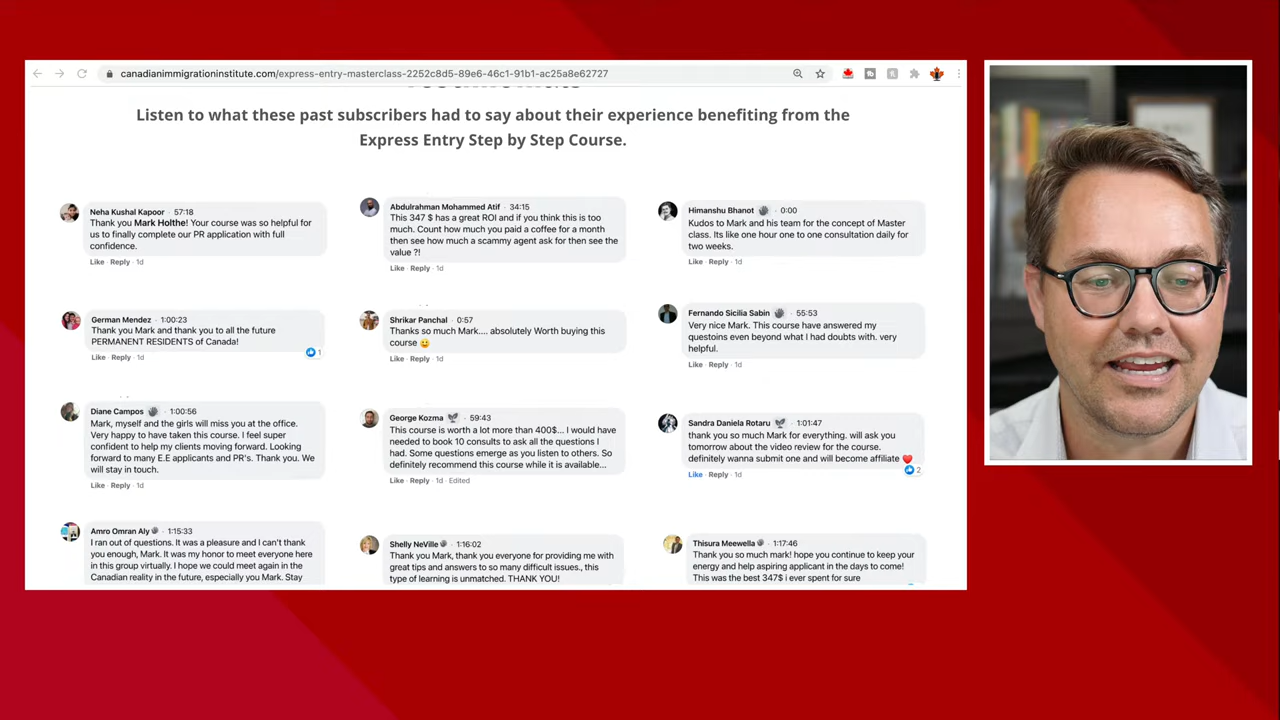 canadianimmigrationinstitute.com/express-entry-masterclass-2252c8d5-89e6-46c1-91b1-ac25a8e62727
Listen to what these past subscribers had to say about their experience benefiting from the
Express Entry Step by Step Course.
Neha Kushal Kapoor · 57:18
Thank you Mark Holthe! Your course was so helpful for
us to finally complete our PR application with full
confidence.
Like · Reply · 1d
Abdulrahman Mohammed Atif · 34:15
This 347 $ has a great ROI and if you think this is too
much. Count how much you paid a coffee for a month
then see how much a scammy agent ask for then see the
value ?!
Like · Reply · 1d
Himanshu Bhanot · 0:00
Kudos to Mark and his team for the concept of Master
class. Its like one hour one to one consultation daily for
two weeks.
Like · Reply · 1d
German Mendez · 1:00:23
Thank you Mark and thank you to all the future
PERMANENT RESIDENTS of Canada!
1
Like · Reply · 1d
Shrikar Panchal · 0:57
Thanks so much Mark.... absolutely Worth buying this
course 🙂
Like · Reply · 1d
Fernando Sicilia Sabin · 55:53
Very nice Mark. This course have answered my
questoins even beyond what I had doubts with. very
helpful.
Like · Reply · 1d
Diane Campos · 1:00:56
Mark, myself and the girls will miss you at the office.
Very happy to have taken this course. I feel super
confident to help my clients moving forward. Looking
forward to many E.E applicants and PR's. Thank you. We
will stay in touch.
Like · Reply · 1d
George Kozma · 59:43
This course is worth a lot more than 400$... I would have
needed to book 10 consults to ask all the questions I
had. Some questions emerge as you listen to others. So
definitely recommend this course while it is available...
Like · Reply · 1d · Edited
Sandra Daniela Rotaru · 1:01:47
thank you so much Mark for everything. will ask you
tomorrow about the video review for the course.
definitely wanna submit one and will become affiliate ❤️
2
Like · Reply · 1d
Amro Omran Aly · 1:15:33
I ran out of questions. It was a pleasure and I can't thank
you enough, Mark. It was my honor to meet everyone here
in this group virtually. I hope we could meet again in the
Canadian reality in the future, especially you Mark. Stay
Shelly NeVille · 1:16:02
Thank you Mark, thank you everyone for providing me with
great tips and answers to so many difficult issues., this
type of learning is unmatched. THANK YOU!
Thisura Meewella · 1:17:46
Thank you so much mark! hope you continue to keep your
energy and help aspiring applicant in the days to come!
This was the best 347$ i ever spent for sure